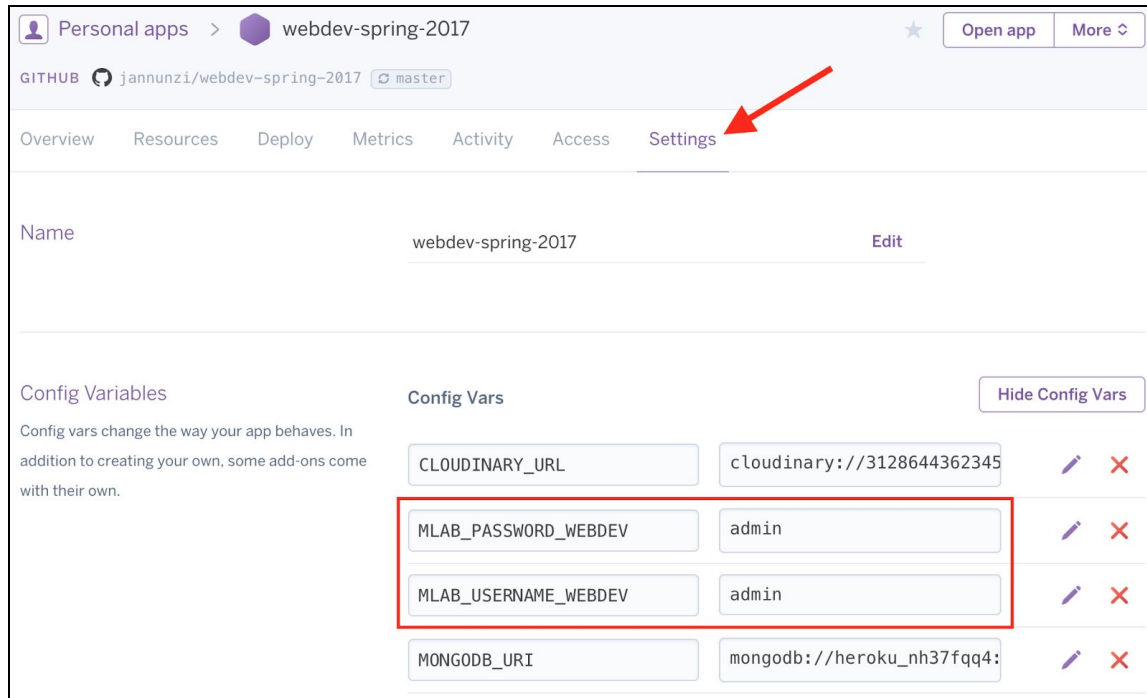 Personal apps > webdev-spring-2017
Open app More
GITHUB jannunzi/webdev-spring-2017 master
Overview Resources Deploy Metrics Activity Access Settings
Name webdev-spring-2017 Edit
Config Variables Config Vars Hide Config Vars
Config vars change the way your app behaves. In
addition to creating your own, some add-ons come
with their own.
CLOUDINARY_URL cloudinary://3128644362345
MLAB_PASSWORD_WEBDEV admin
MLAB_USERNAME_WEBDEV admin
MONGODB_URI mongodb://heroku_nh37fqq4: